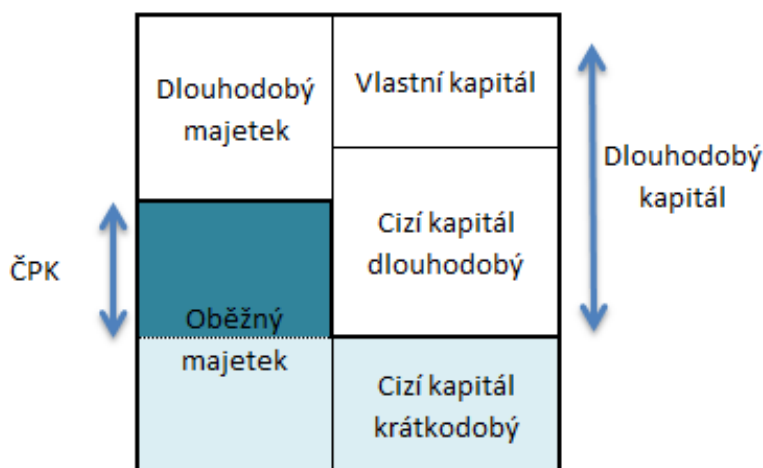 Dlouhodobý
majetek
Vlastní kapitál
Dlouhodobý
kapitál
Cizí kapitál
dlouhodobý
ČPK
Oběžný
majetek
Cizí kapitál
krátkodobý